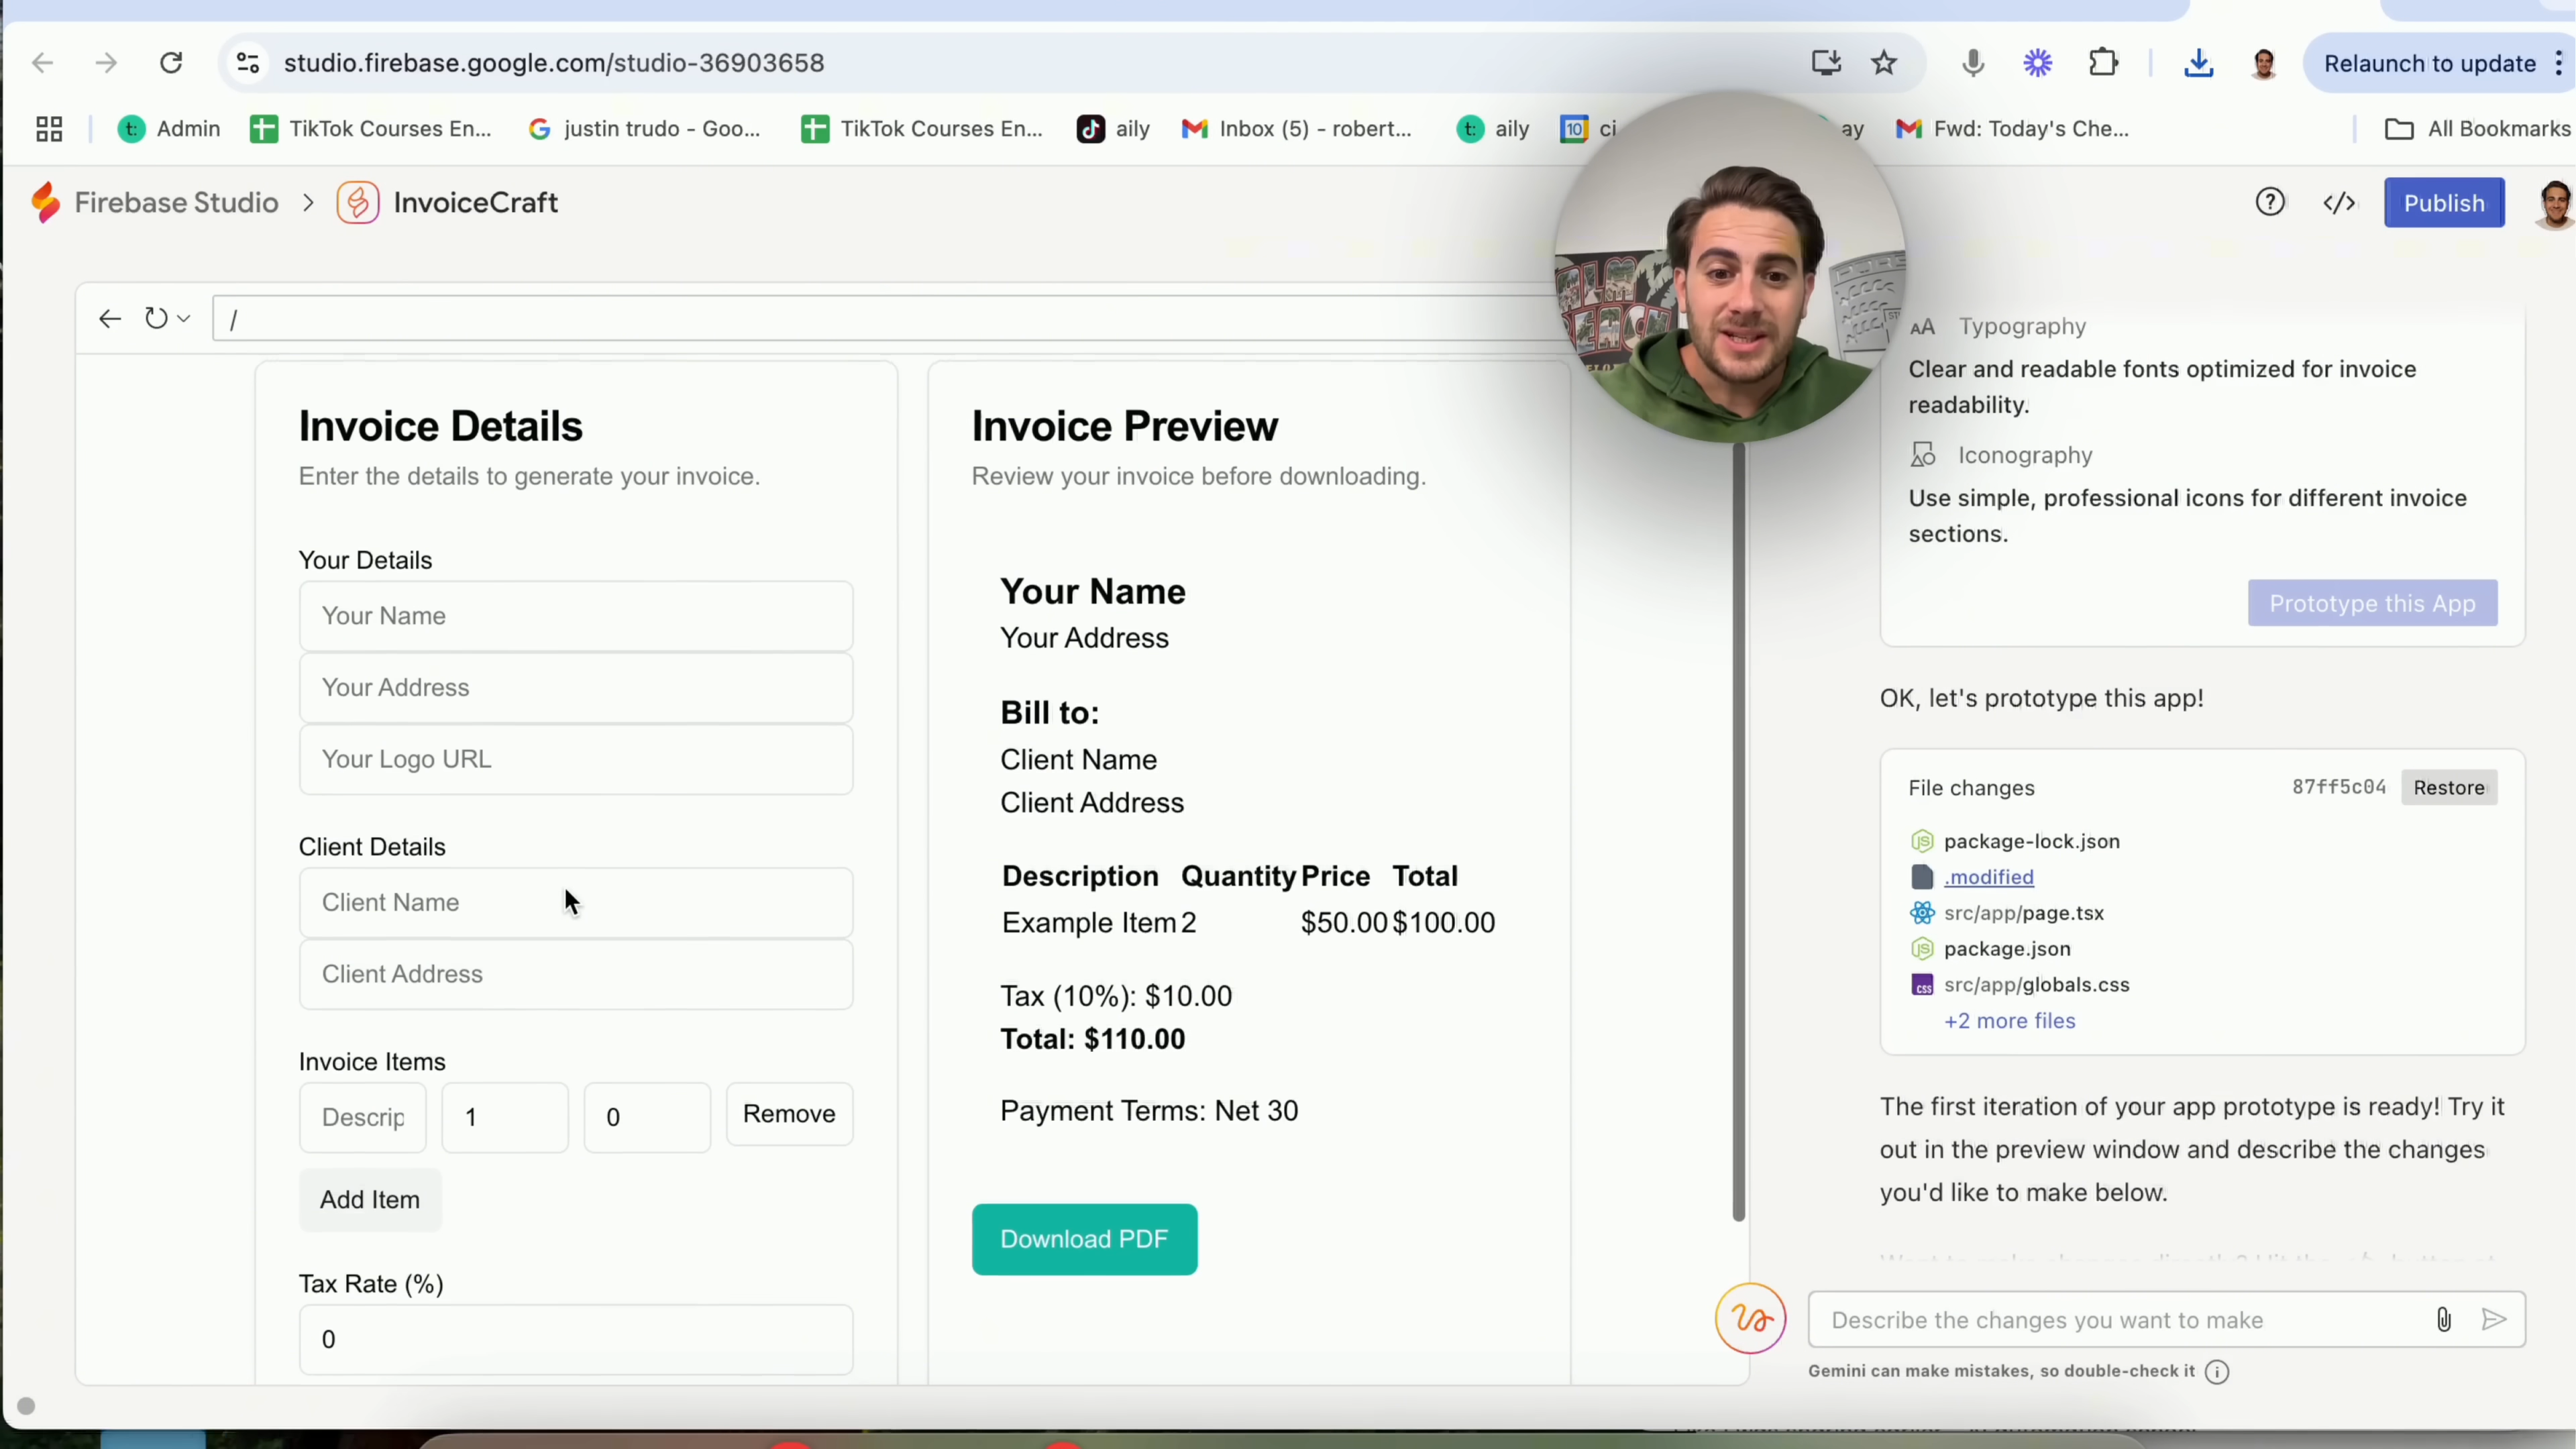 studio.firebase.google.com/studio-36903658
Relaunch to update
Admin
TikTok Courses En...
justin trudo - Goo...
TikTok Courses En...
aily
Inbox (5) - robert...
aily
10
ci
ay
Fwd: Today's Che...
All Bookmarks
Firebase Studio > InvoiceCraft
</>
Publish
/
Invoice Details
Enter the details to generate your invoice.
Your Details
Your Name
Your Address
Your Logo URL
Client Details
Client Name
Client Address
Invoice Items
Descrip 1 0 Remove
Add Item
Tax Rate (%)
0
Invoice Preview
Review your invoice before downloading.
Your Name
Your Address
Bill to:
Client Name
Client Address
Description Quantity Price Total
Example Item 2 $50.00 $100.00
Tax (10%): $10.00
Total: $110.00
Payment Terms: Net 30
Download PDF
AA Typography
Clear and readable fonts optimized for invoice
readability.
Iconography
Use simple, professional icons for different invoice
sections.
Prototype this App
OK, let's prototype this app!
File changes 87ff5c04 Restore
package-lock.json
.modified
src/app/page.tsx
package.json
src/app/globals.css
+2 more files
The first iteration of your app prototype is ready! Try it
out in the preview window and describe the changes
you'd like to make below.
Describe the changes you want to make
Gemini can make mistakes, so double-check it